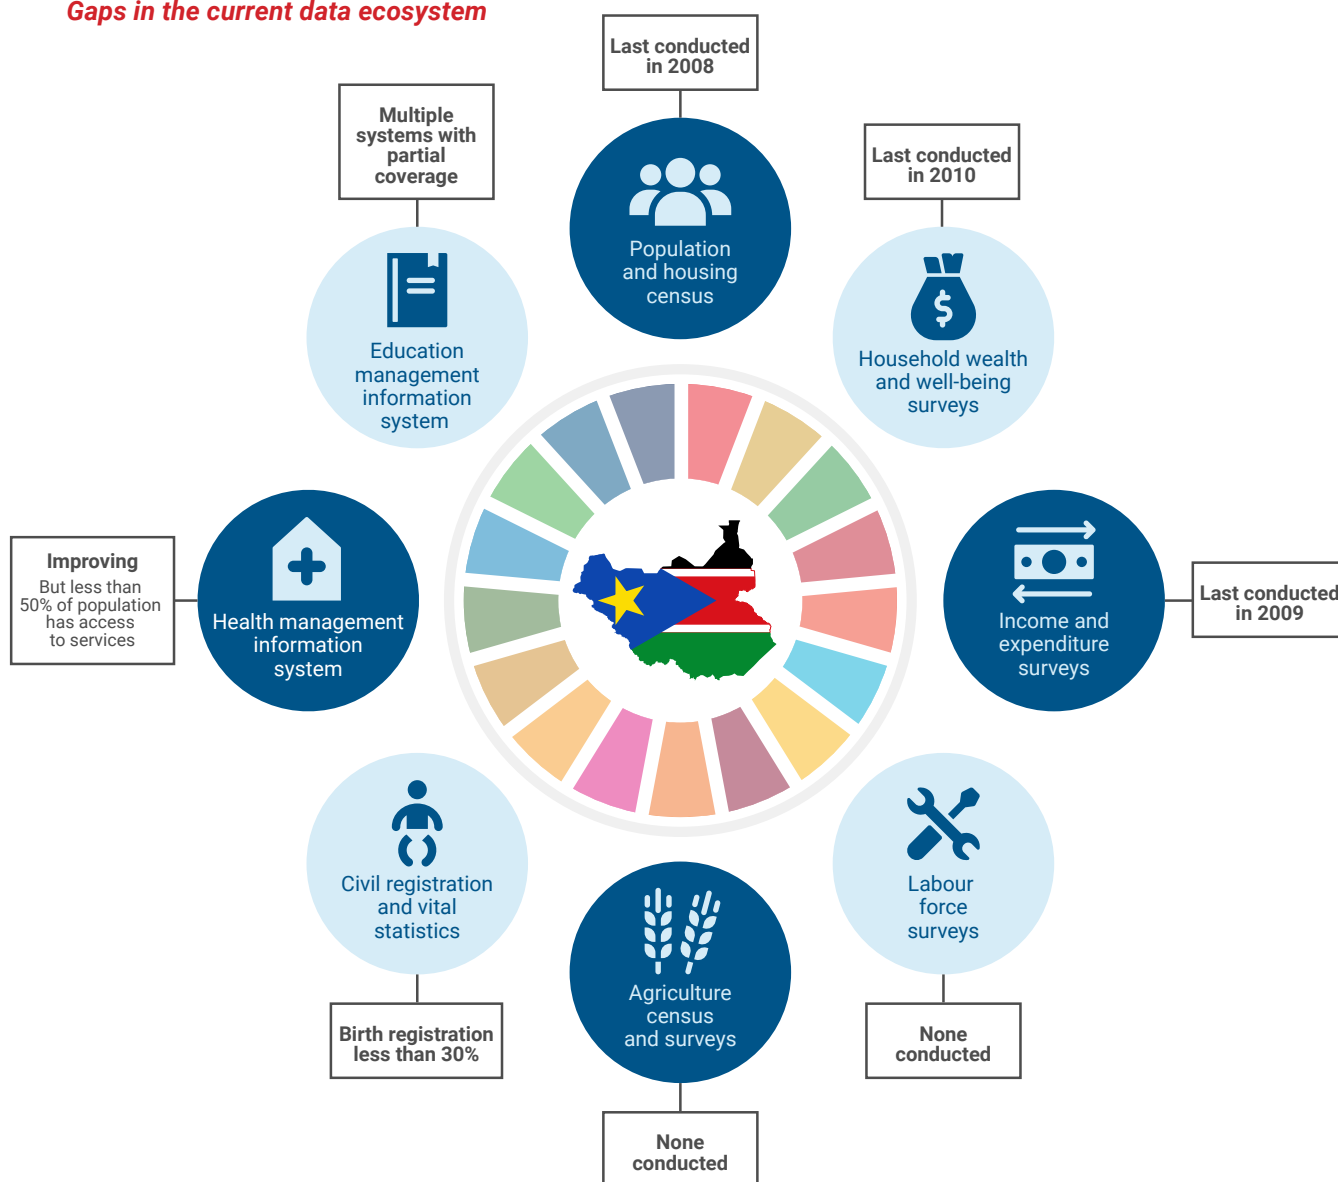 Gaps in the current data ecosystem
Last conducted
in 2008
Population
and housing
census
Last conducted
in 2010
Household wealth
and well-being
surveys
Last conducted
in 2009
Income and
expenditure
surveys
Labour
force
surveys
None
conducted
Agriculture
census
and surveys
None
conducted
Civil registration
and vital
statistics
Birth registration
less than 30%
Improving
But less than
50% of population
has access
to services
Health management
information
system
Multiple
systems with
partial
coverage
Education
management
information
system
$